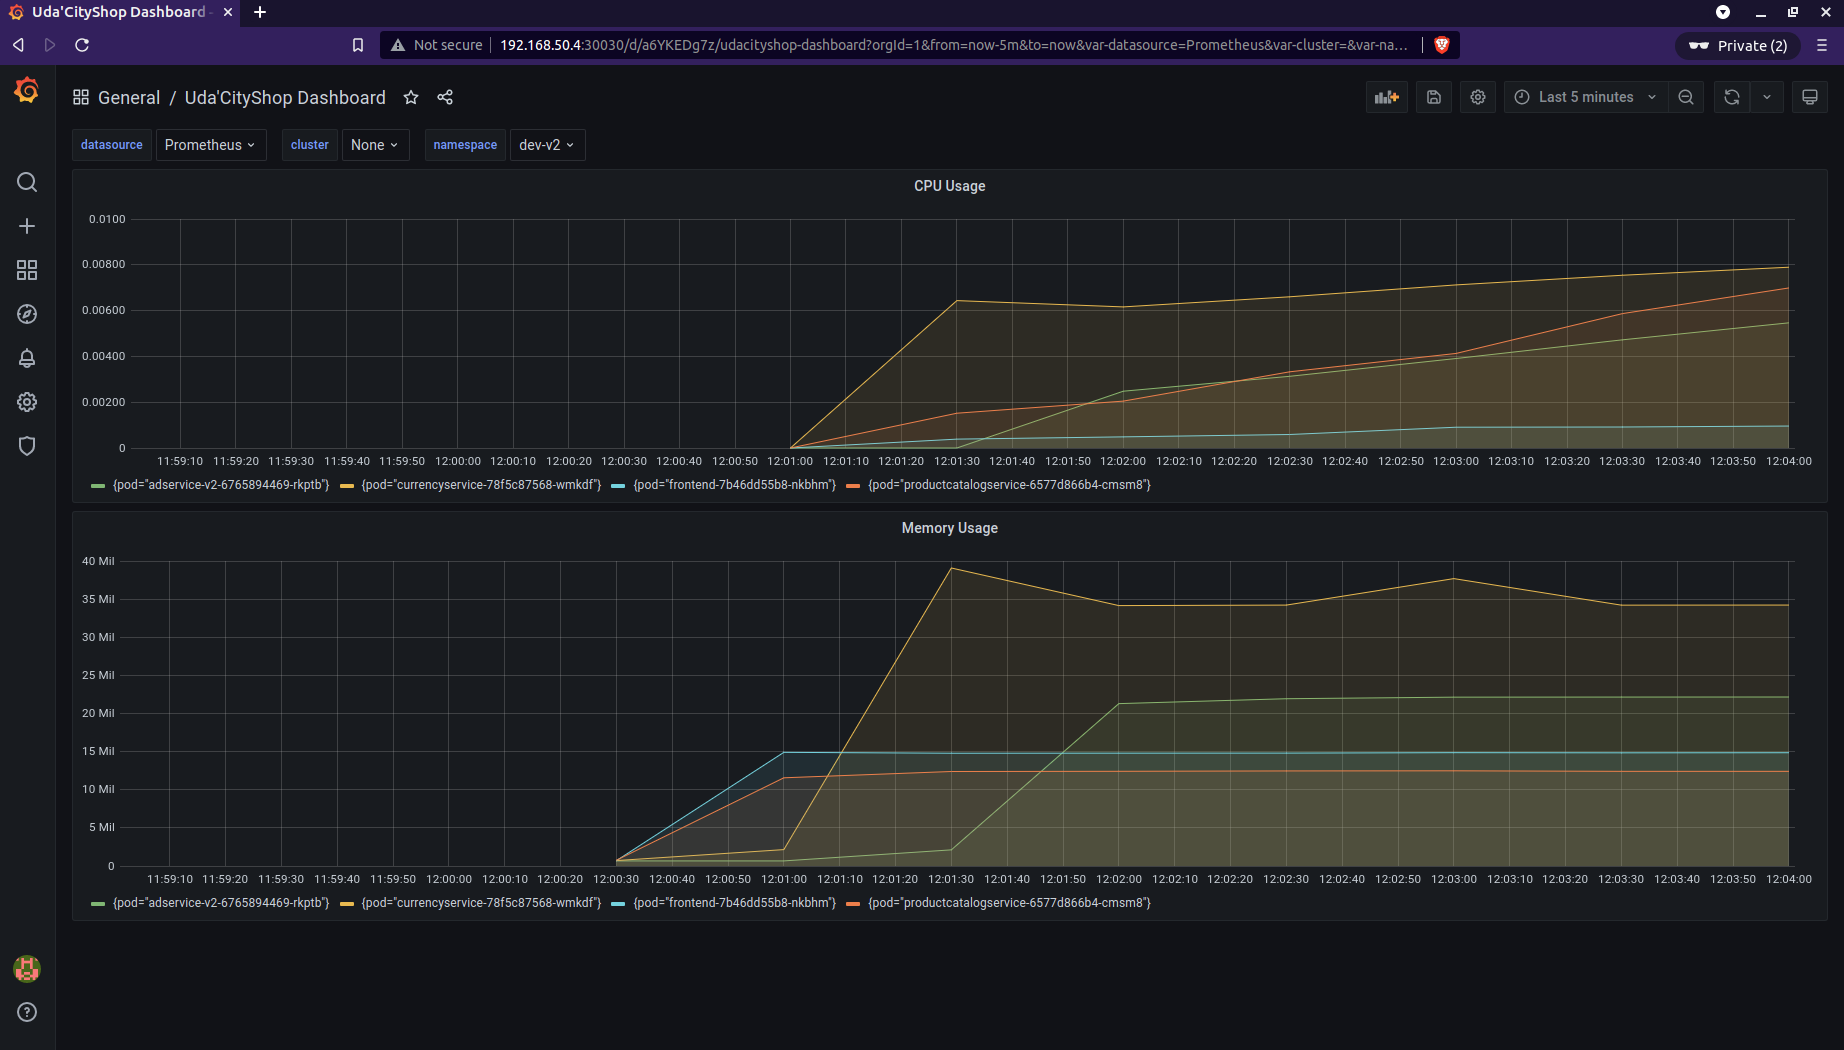 Uda'CityShop Dashboard -
Not secure 192.168.50.4:30030/d/a6YKEDg7z/udacityshop-dashboard?orgId=1&from=now-5m&to=now&var-datasource=Prometheus&var-cluster=&var-na... Private (2)
General / Uda'CityShop Dashboard Last 5 minutes
datasource Prometheus cluster None namespace dev-v2
CPU Usage
0.0100
0.00800
0.00600
0.00400
0.00200
0
11:59:10 11:59:20 11:59:30 11:59:40 11:59:50 12:00:00 12:00:10 12:00:20 12:00:30 12:00:40 12:00:50 12:01:00 12:01:10 12:01:20 12:01:30 12:01:40 12:01:50 12:02:00 12:02:10 12:02:20 12:02:30 12:02:40 12:02:50 12:03:00 12:03:10 12:03:20 12:03:30 12:03:40 12:03:50 12:04:00
{pod="adservice-v2-6765894469-rkptb"} {pod="currencyservice-78f5c87568-wmkdf"} {pod="frontend-7b46dd55b8-nkbhm"} {pod="productcatalogservice-6577d866b4-cmsm8"}
Memory Usage
40 Mil
35 Mil
30 Mil
25 Mil
20 Mil
15 Mil
10 Mil
5 Mil
0
11:59:10 11:59:20 11:59:30 11:59:40 11:59:50 12:00:00 12:00:10 12:00:20 12:00:30 12:00:40 12:00:50 12:01:00 12:01:10 12:01:20 12:01:30 12:01:40 12:01:50 12:02:00 12:02:10 12:02:20 12:02:30 12:02:40 12:02:50 12:03:00 12:03:10 12:03:20 12:03:30 12:03:40 12:03:50 12:04:00
{pod="adservice-v2-6765894469-rkptb"} {pod="currencyservice-78f5c87568-wmkdf"} {pod="frontend-7b46dd55b8-nkbhm"} {pod="productcatalogservice-6577d866b4-cmsm8"}